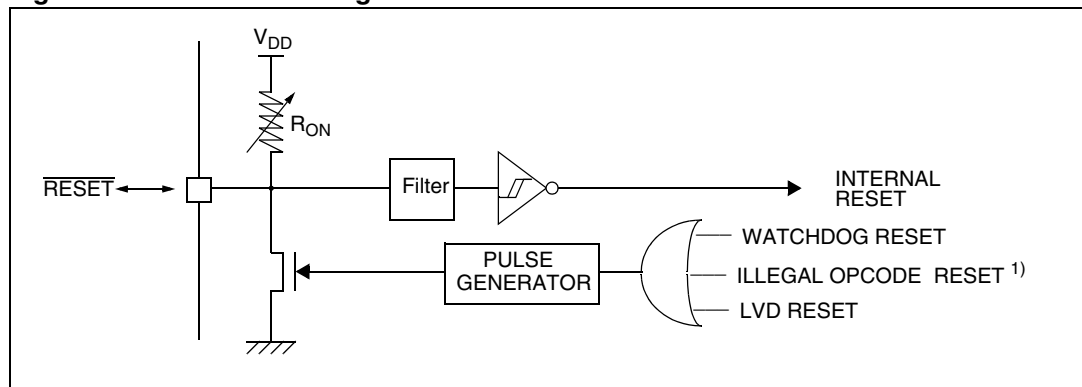 VDD
RON
RESET
Filter
INTERNAL
RESET
WATCHDOG RESET
PULSE
GENERATOR
ILLEGAL OPCODE RESET 1)
LVD RESET